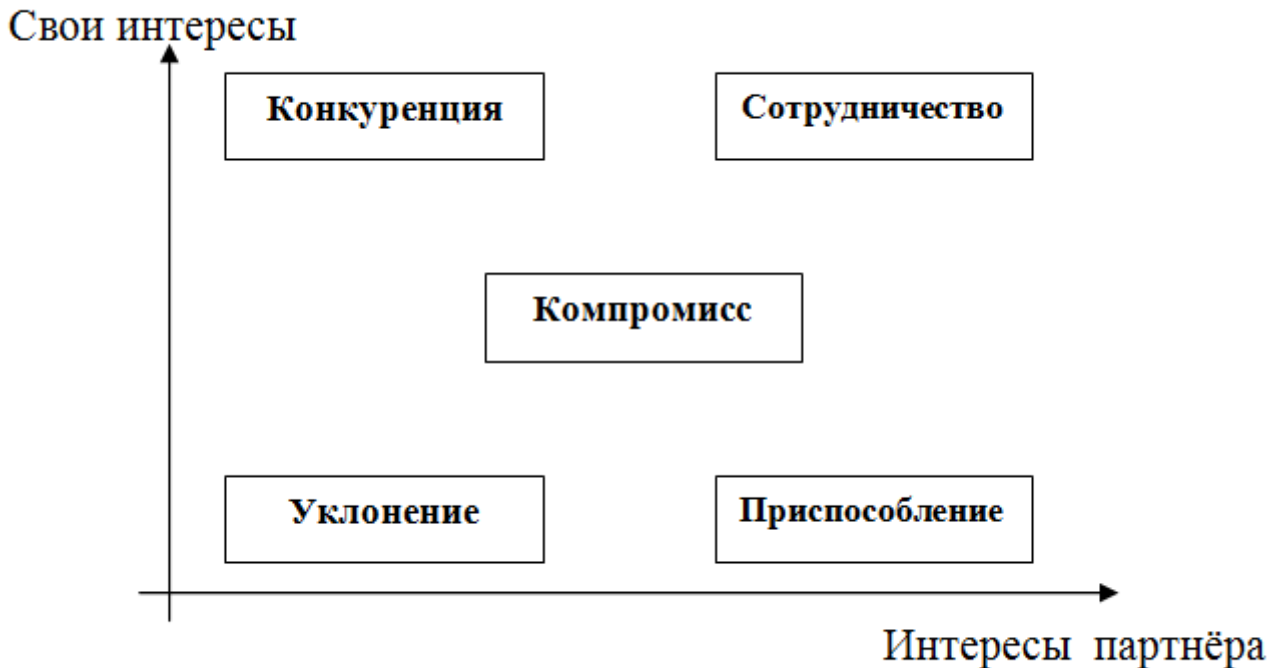 Свои интересы
Конкуренция
Сотрудничество
Компромисс
Уклонение
Приспособление
Интересы партнёра